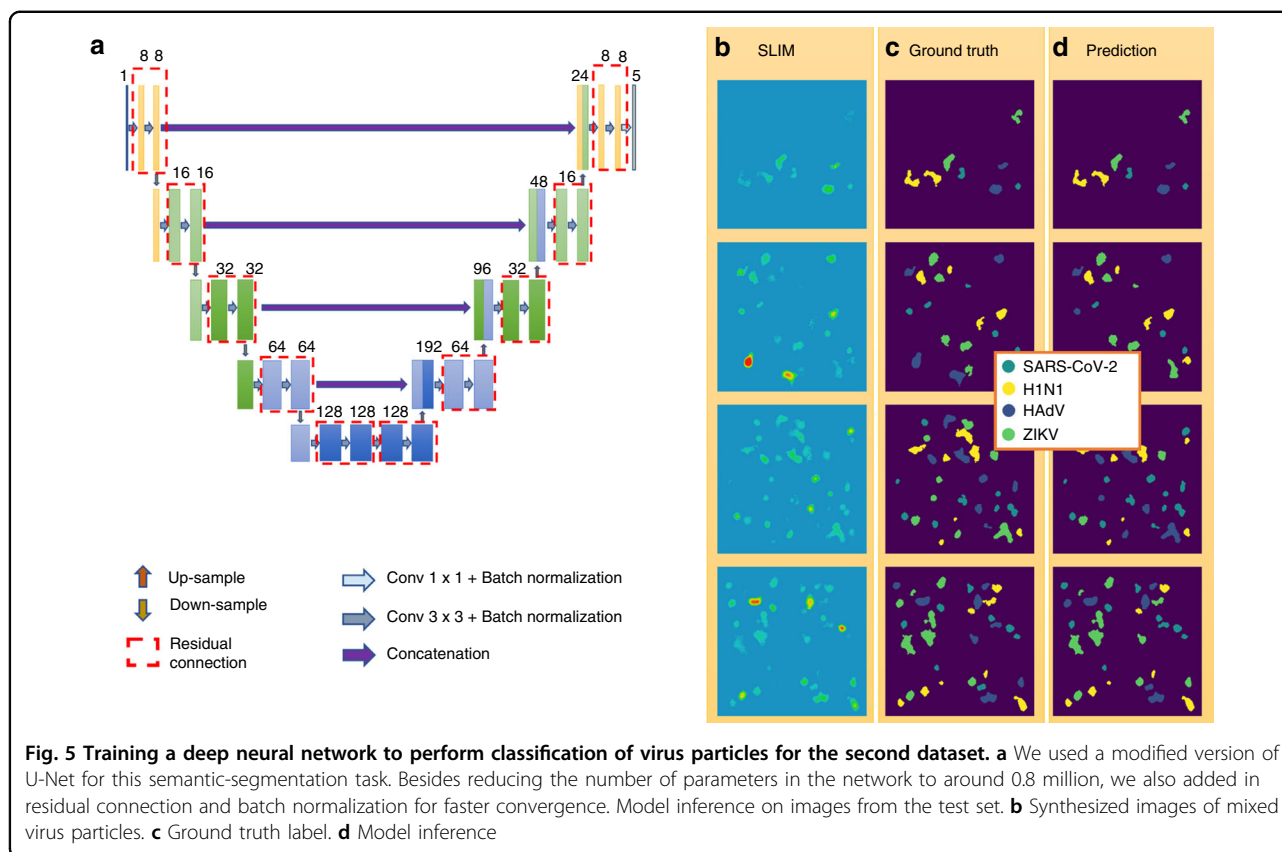 a
1
8 8
24
8 8
5
16 16
48
16
32 32
96
32
64 64
192
64
128 128 128
Up-sample
Down-sample
Residual
connection
Conv 1 x 1 + Batch normalization
Conv 3 x 3 + Batch normalization
Concatenation
b SLIM
c Ground truth
d Prediction
SARS-CoV-2
H1N1
HAdV
ZIKV
Fig. 5 Training a deep neural network to perform classification of virus particles for the second dataset. a We used a modified version of
U-Net for this semantic-segmentation task. Besides reducing the number of parameters in the network to around 0.8 million, we also added in
residual connection and batch normalization for faster convergence. Model inference on images from the test set. b Synthesized images of mixed
virus particles. c Ground truth label. d Model inference